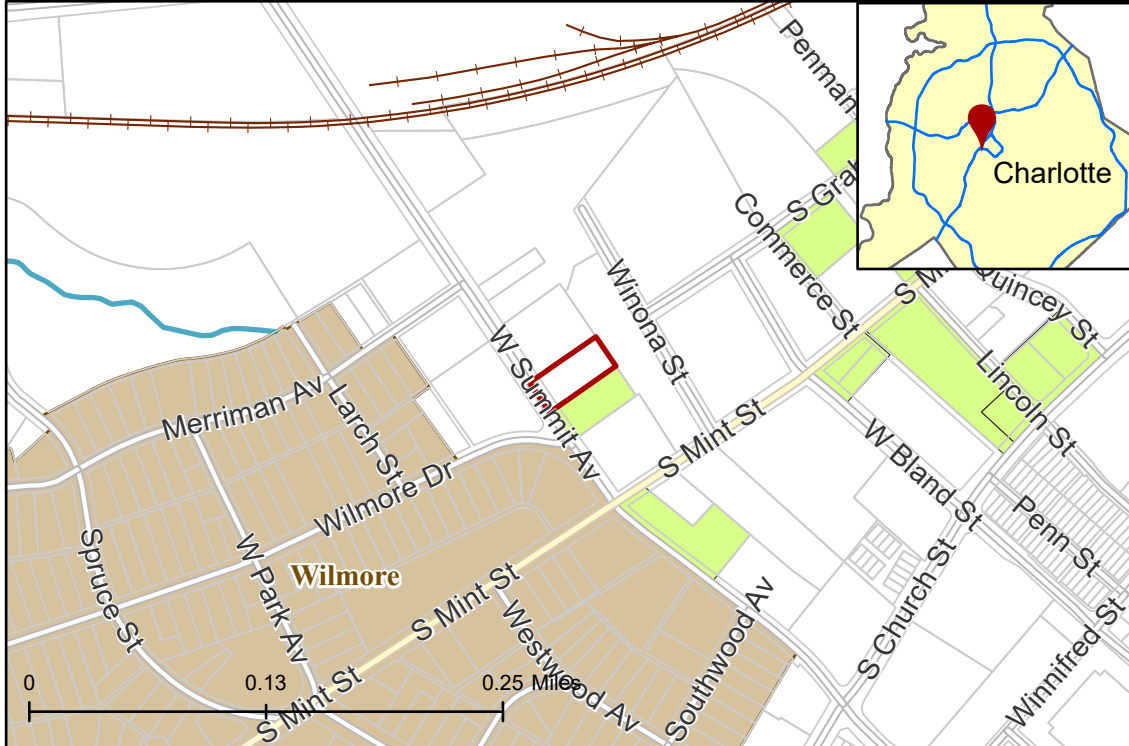 Penman
Charlotte
S Gra
Commerce St
S M
Quincey St
Winona St
W Summit Av
Lincoln St
Merriman Av
Larch St
S Mint St
W Bland St
Wilmore Dr
Penn St
Spruce St
W Park Av
Wilmore
S Mint St
S Church St
Westwood Av
Southwood Av
Winnifred St
S Mint St
0 0.13 0.25 Miles